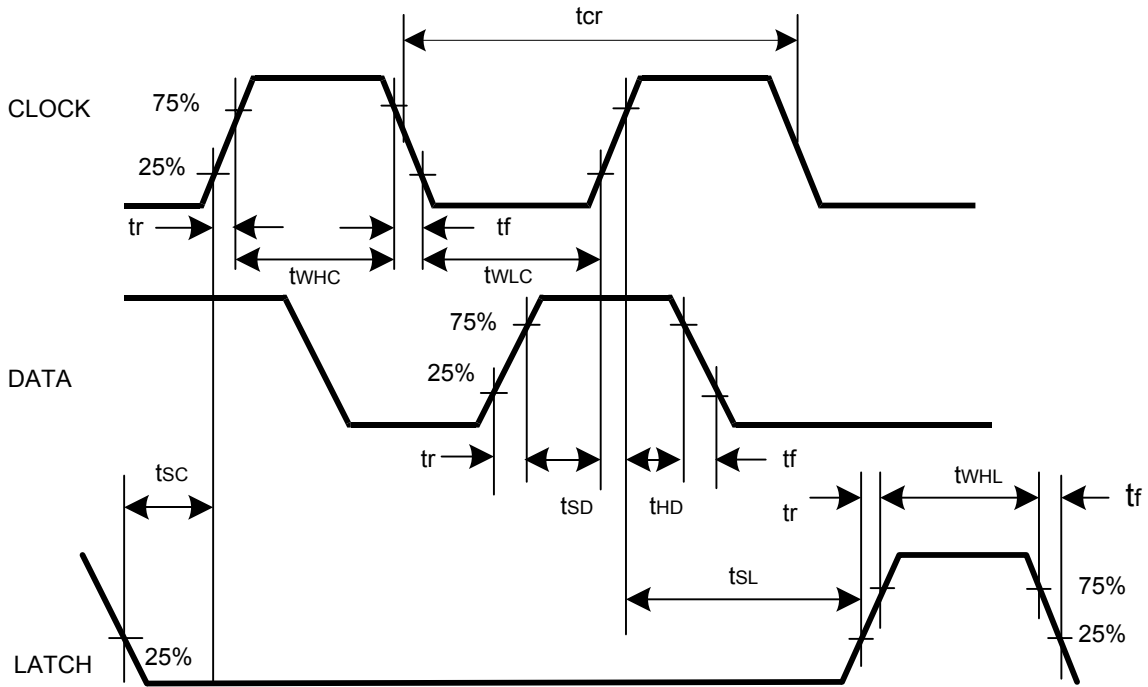 tcr
CLOCK
75%
25%
tr
tf
tWHC
tWLC
DATA
75%
25%
tr
tf
tSC
tSD
tHD
tWHL
tr
tf
tSL
75%
25%
25%
LATCH